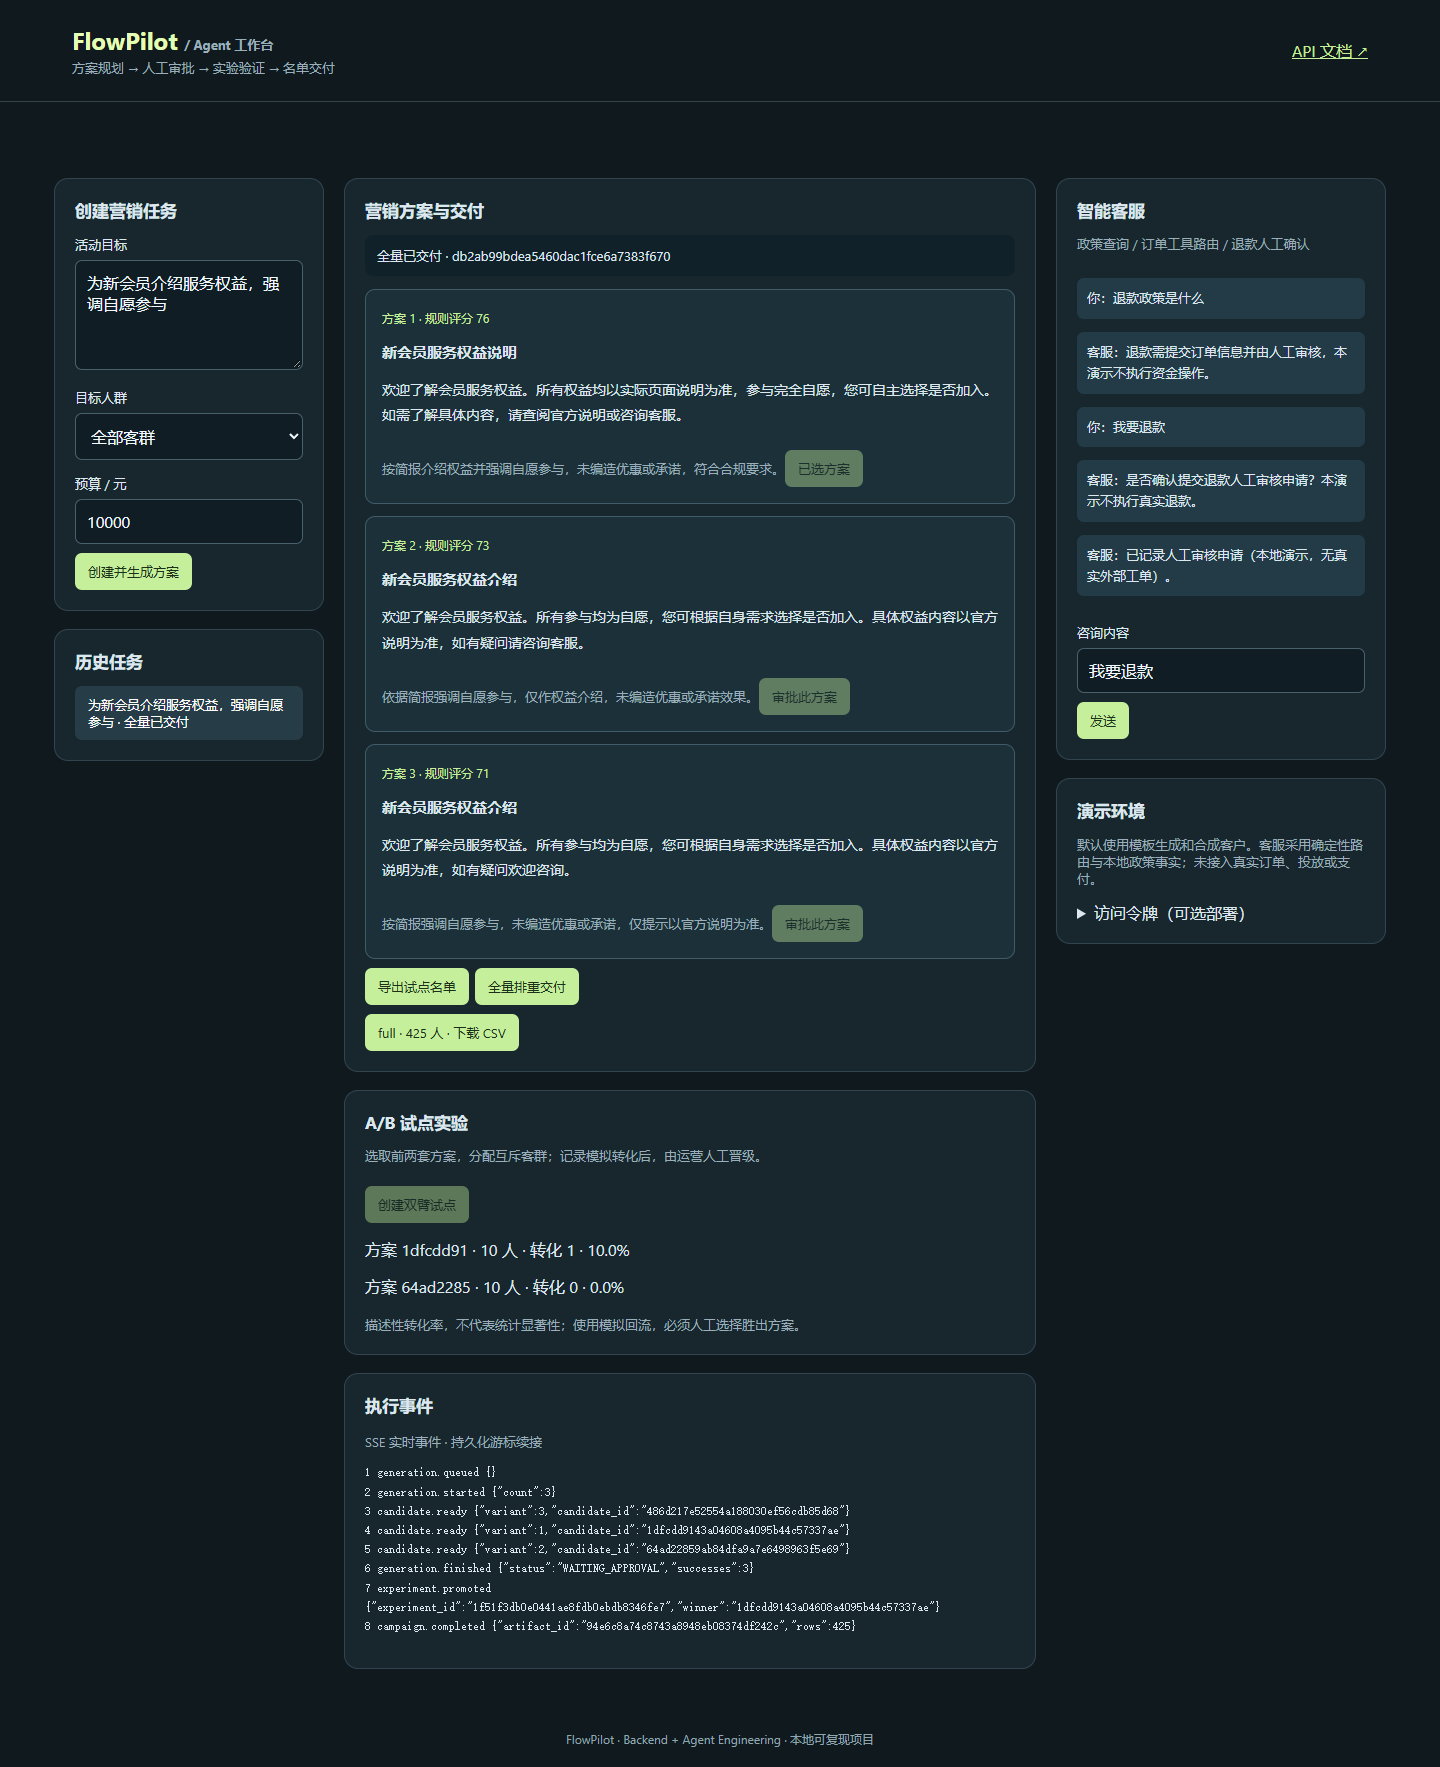 FlowPilot / Agent 工作台
方案规划 → 人工审批 → 实验验证 → 名单交付
API 文档 ↗
创建营销任务
活动目标
为新会员介绍服务权益，强
调自愿参与
目标人群
全部客群
预算 / 元
10000
创建并生成方案
历史任务
为新会员介绍服务权益，强调自愿
参与 · 全量已交付
营销方案与交付
全量已交付 · db2ab99bdea5460dac1fce6a7383f670
方案 1 · 规则评分 76
新会员服务权益说明
欢迎了解会员服务权益。所有权益均以实际页面说明为准，参与完全自愿，您可自主选择是否加入。
如需了解具体内容，请查阅官方说明或咨询客服。
按简报介绍权益并强调自愿参与，未编造优惠或承诺，符合合规要求。 已选方案
方案 2 · 规则评分 73
新会员服务权益介绍
欢迎了解会员服务权益。所有参与均为自愿，您可根据自身需求选择是否加入。具体权益内容以官方
说明为准，如有疑问请咨询客服。
依据简报强调自愿参与，仅作权益介绍，未编造优惠或承诺效果。 审批此方案
方案 3 · 规则评分 71
新会员服务权益介绍
欢迎了解会员服务权益。所有参与均为自愿，您可根据自身需求选择是否加入。具体权益内容以官方
说明为准，如有疑问欢迎咨询。
按简报强调自愿参与，未编造优惠或承诺，仅提示以官方说明为准。 审批此方案
导出试点名单 全量排重交付
full · 425 人 · 下载 CSV
A/B 试点实验
选取前两套方案，分配互斥客群；记录模拟转化后，由运营人工晋级。
创建双臂试点
方案 1dfcdd91 · 10 人 · 转化 1 · 10.0%
方案 64ad2285 · 10 人 · 转化 0 · 0.0%
描述性转化率，不代表统计显著性；使用模拟回流，必须人工选择胜出方案。
执行事件
SSE 实时事件 · 持久化游标续接
1 generation.queued {}
2 generation.started {"count":3}
3 candidate.ready {"variant":3,"candidate_id":"486d217e52554a188030ef56cdb85d68"}
4 candidate.ready {"variant":1,"candidate_id":"1dfcdd9143a04608a4095b44c57337ae"}
5 candidate.ready {"variant":2,"candidate_id":"64ad22859ab84dfa9a7e6498963f5e69"}
6 generation.finished {"status":"WAITING_APPROVAL","successes":3}
7 experiment.promoted
{"experiment_id":"1f51f3db0e0441ae8fdb0ebdb8346fe7","winner":"1dfcdd9143a04608a4095b44c57337ae"}
8 campaign.completed {"artifact_id":"94e6c8a74c8743a8948eb08374df242c","rows":425}
智能客服
政策查询 / 订单工具路由 / 退款人工确认
你：退款政策是什么
客服：退款需提交订单信息并由人工审核，本
演示不执行资金操作。
你：我要退款
客服：是否确认提交退款人工审核申请？本演
示不执行真实退款。
客服：已记录人工审核申请（本地演示，无真
实外部工单）。
咨询内容
我要退款
发送
演示环境
默认使用模板生成和合成客户。客服采用确定性路
由与本地政策事实；未接入真实订单、投放或支
付。
▶ 访问令牌（可选部署）
FlowPilot · Backend + Agent Engineering · 本地可复现项目